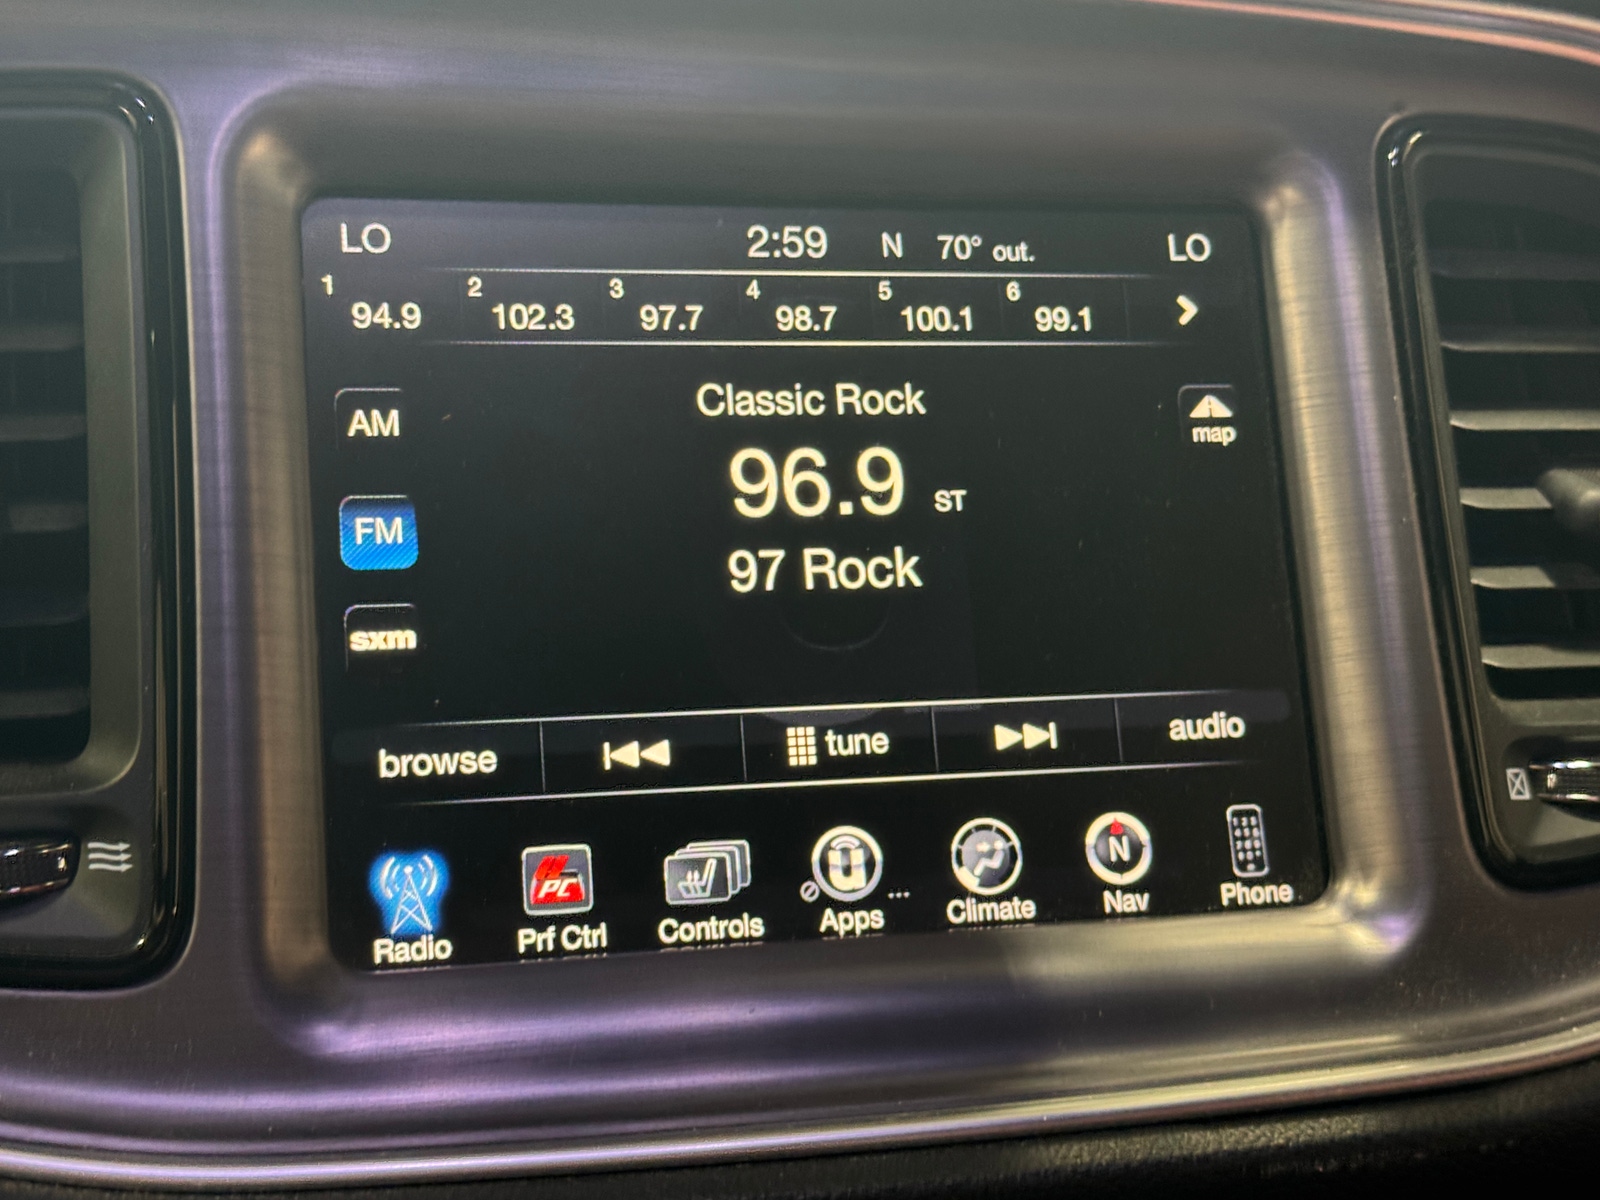 LO 2:59 N 70° out. LO
1 94.9 2 102.3 3 97.7 4 98.7 5 100.1 6 99.1
Classic Rock
AM
map
96.9 ST
FM
97 Rock
sxm
browse tune audio
PC U N
Radio Prf Ctrl Controls Apps ... Climate Nav Phone